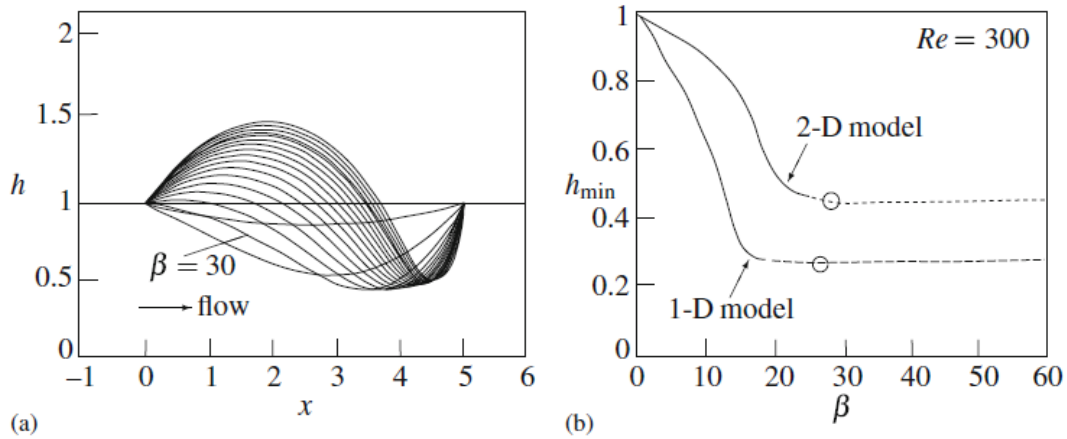 2
1.5
h
1
β = 30
0.5
flow
0
−1 0 1 2 3 4 5 6
x
(a)
1
Re = 300
0.8
2-D model
0.6
h_min
0.4
0.2
1-D model
0
0 10 20 30 40 50 60
β
(b)